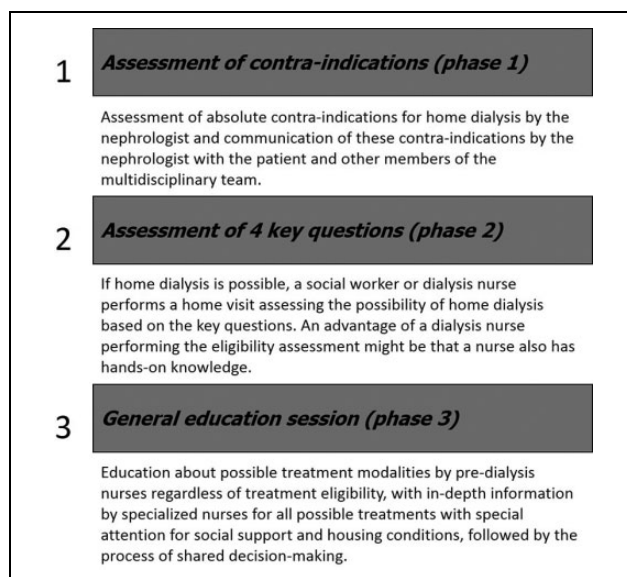 1 Assessment of contra-indications (phase 1)
Assessment of absolute contra-indications for home dialysis by the
nephrologist and communication of these contra-indications by the
nephrologist with the patient and other members of the
multidisciplinary team.
2 Assessment of 4 key questions (phase 2)
If home dialysis is possible, a social worker or dialysis nurse
performs a home visit assessing the possibility of home dialysis
based on the key questions. An advantage of a dialysis nurse
performing the eligibility assessment might be that a nurse also has
hands-on knowledge.
3 General education session (phase 3)
Education about possible treatment modalities by pre-dialysis
nurses regardless of treatment eligibility, with in-depth information
by specialized nurses for all possible treatments with special
attention for social support and housing conditions, followed by the
process of shared decision-making.